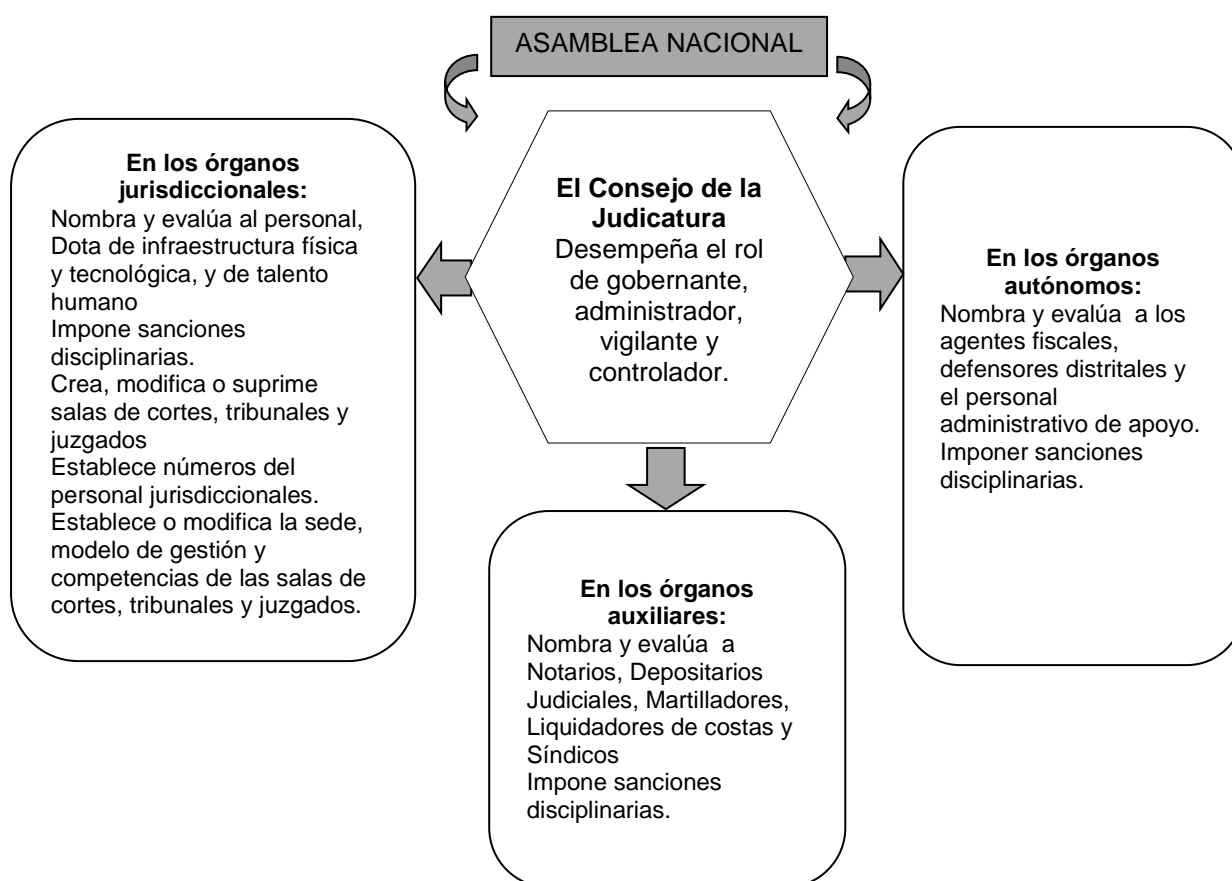 ASAMBLEA NACIONAL
En los órganos
jurisdiccionales:
Nombra y evalúa al personal,
Dota de infraestructura física
y tecnológica, y de talento
humano
Impone sanciones
disciplinarias.
Crea, modifica o suprime
salas de cortes, tribunales y
juzgados
Establece números del
personal jurisdiccionales.
Establece o modifica la sede,
modelo de gestión y
competencias de las salas de
cortes, tribunales y juzgados.
El Consejo de la
Judicatura
Desempeña el rol
de gobernante,
administrador,
vigilante y
controlador.
En los órganos
autónomos:
Nombra y evalúa  a los
agentes fiscales,
defensores distritales y
el personal
administrativo de apoyo.
Imponer sanciones
disciplinarias.
En los órganos
auxiliares:
Nombra y evalúa  a
Notarios, Depositarios
Judiciales, Martilladores,
Liquidadores de costas y
Síndicos
Impone sanciones
disciplinarias.